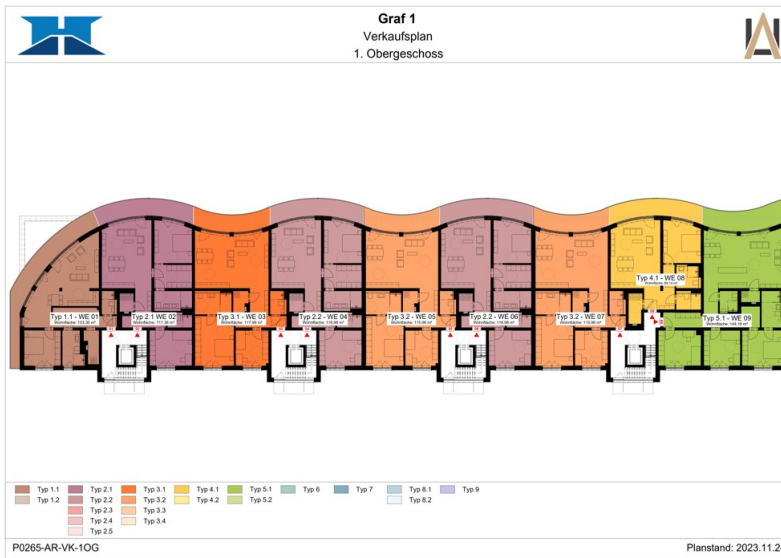 Graf 1
Verkaufsplan
1. Obergeschoss
Typ 1.1 - WE 01
Typ 2.1 WE 02
Typ 3.1 - WE 03
Typ 2.2 - WE 04
Typ 3.2 - WE 05
Typ 2.2 - WE 06
Typ 3.2 - WE 07
Typ 4.1 - WE 08
Typ 5.1 - WE 09
Typ 1.1 Typ 2.1 Typ 3.1 Typ 4.1 Typ 5.1 Typ 6 Typ 7 Typ 8.1 Typ 9
Typ 1.2 Typ 2.2 Typ 3.2 Typ 4.2 Typ 5.2 Typ 8.2
Typ 2.3 Typ 3.3
Typ 2.4 Typ 3.4
Typ 2.5
P0265-AR-VK-1OG
Planstand: 2023.11.2